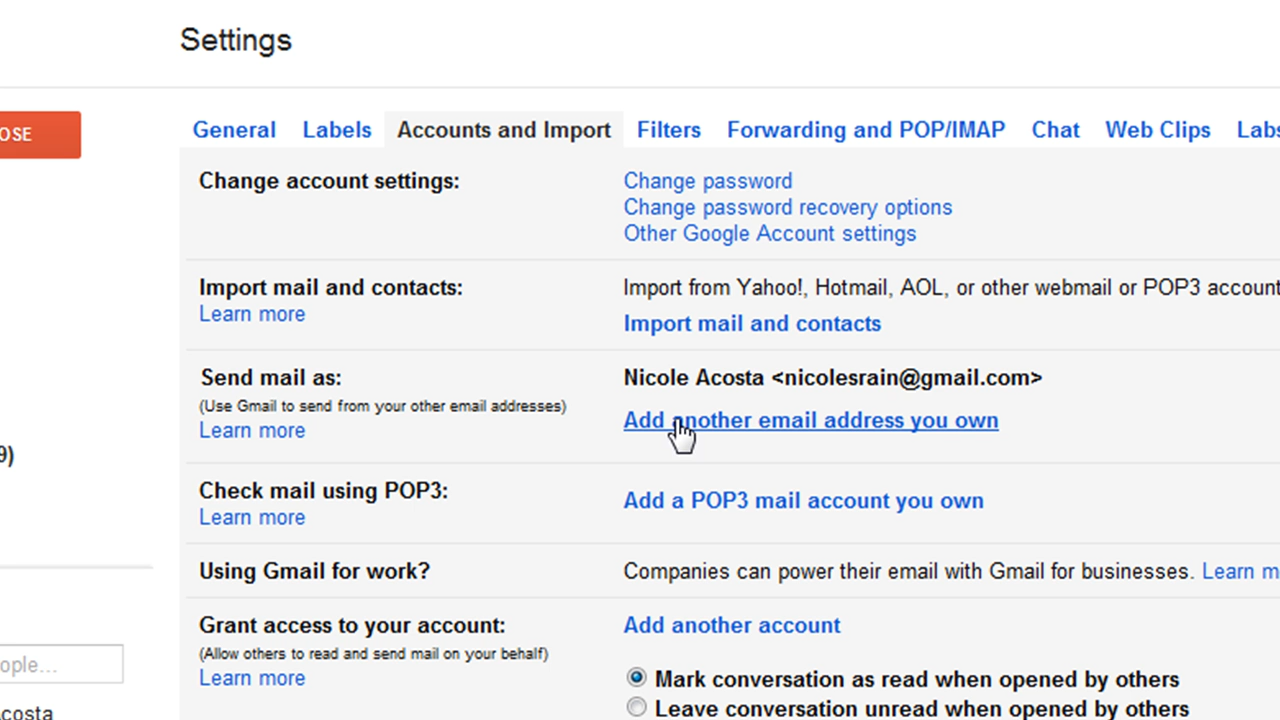 Settings
OSE
General Labels Accounts and Import Filters Forwarding and POP/IMAP Chat Web Clips Labs
Change account settings: Change password
Change password recovery options
Other Google Account settings
Import mail and contacts: Import from Yahoo!, Hotmail, AOL, or other webmail or POP3 account
Learn more
Import mail and contacts
Send mail as: Nicole Acosta <nicolesrain@gmail.com>
(Use Gmail to send from your other email addresses)
Add another email address you own
Learn more
9)
Check mail using POP3: Add a POP3 mail account you own
Learn more
Using Gmail for work? Companies can power their email with Gmail for businesses. Learn m
Grant access to your account: Add another account
(Allow others to read and send mail on your behalf)
ople...
Learn more
Mark conversation as read when opened by others
Leave conversation unread when opened by others
costa